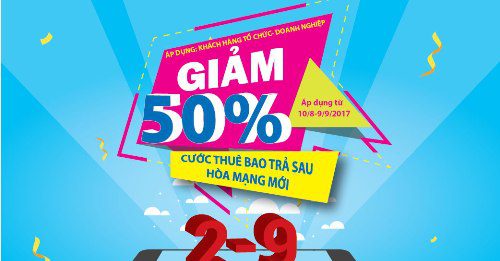 ÁP DỤNG: KHÁCH HÀNG TỔ CHỨC- DOANH NGHIỆP
GIẢM
50%
Áp dụng từ
10/8-9/9/2017
CƯỚC THUÊ BAO TRẢ SAU
HÒA MẠNG MỚI
2-9